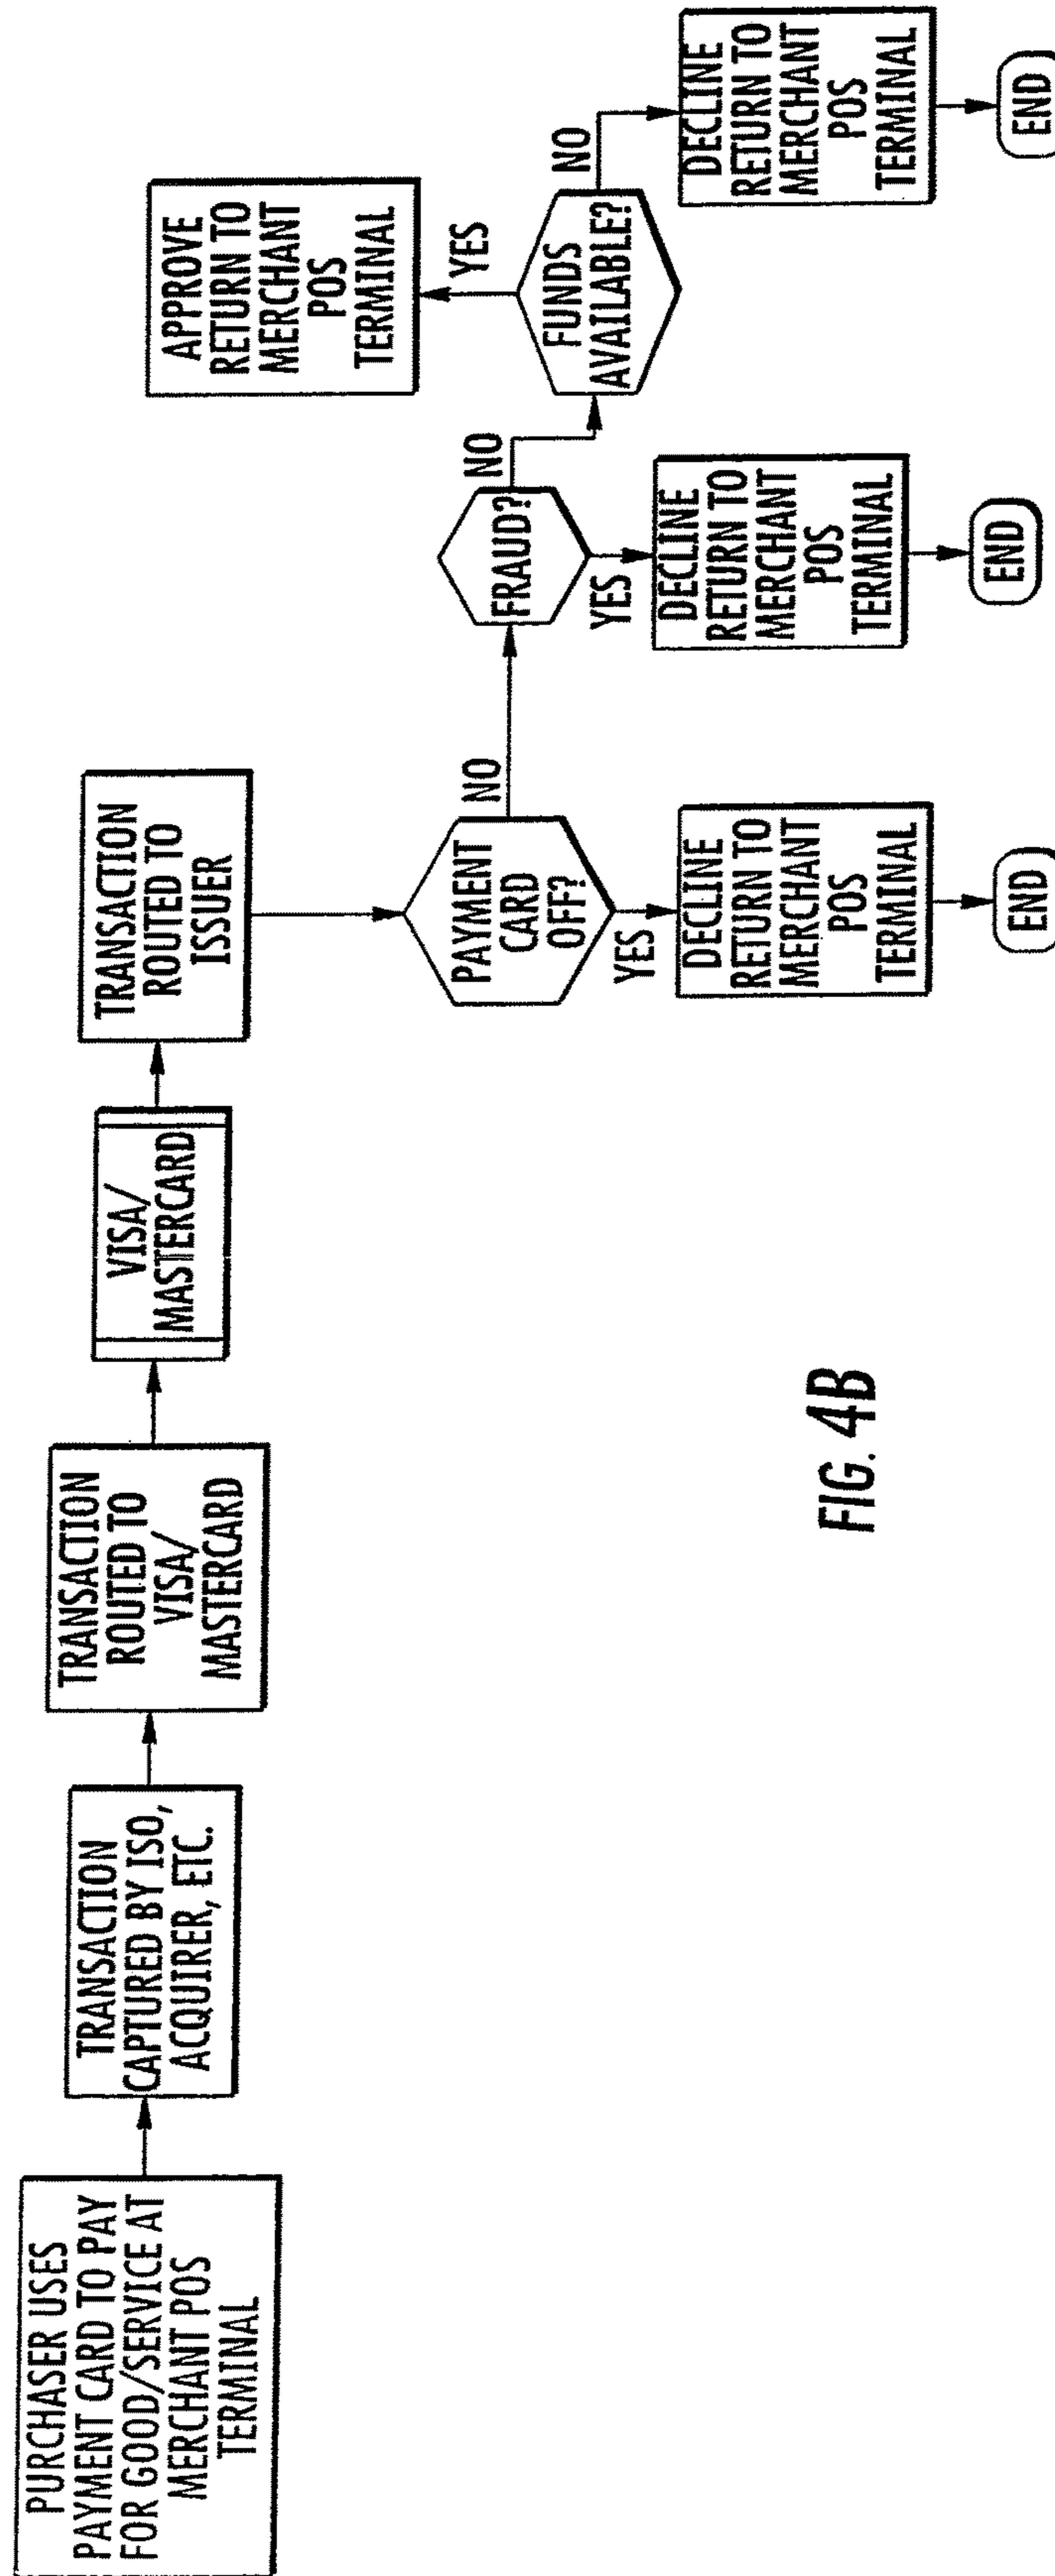 PURCHASER USES
PAYMENT CARD TO PAY
FOR GOOD/SERVICE AT
MERCHANT POS
TERMINAL
TRANSACTION
CAPTURED BY ISO,
ACQUIRER, ETC.
TRANSACTION
ROUTED TO
VISA/
MASTERCARD
VISA/
MASTERCARD
TRANSACTION
ROUTED TO
ISSUER
PAYMENT
CARD
OFF?
YES
DECLINE
RETURN TO
MERCHANT
POS
TERMINAL
END
NO
FRAUD?
YES
DECLINE
RETURN TO
MERCHANT
POS
TERMINAL
END
NO
FUNDS
AVAILABLE?
YES
APPROVE
RETURN TO
MERCHANT
POS
TERMINAL
NO
DECLINE
RETURN TO
MERCHANT
POS
TERMINAL
END
FIG. 4B